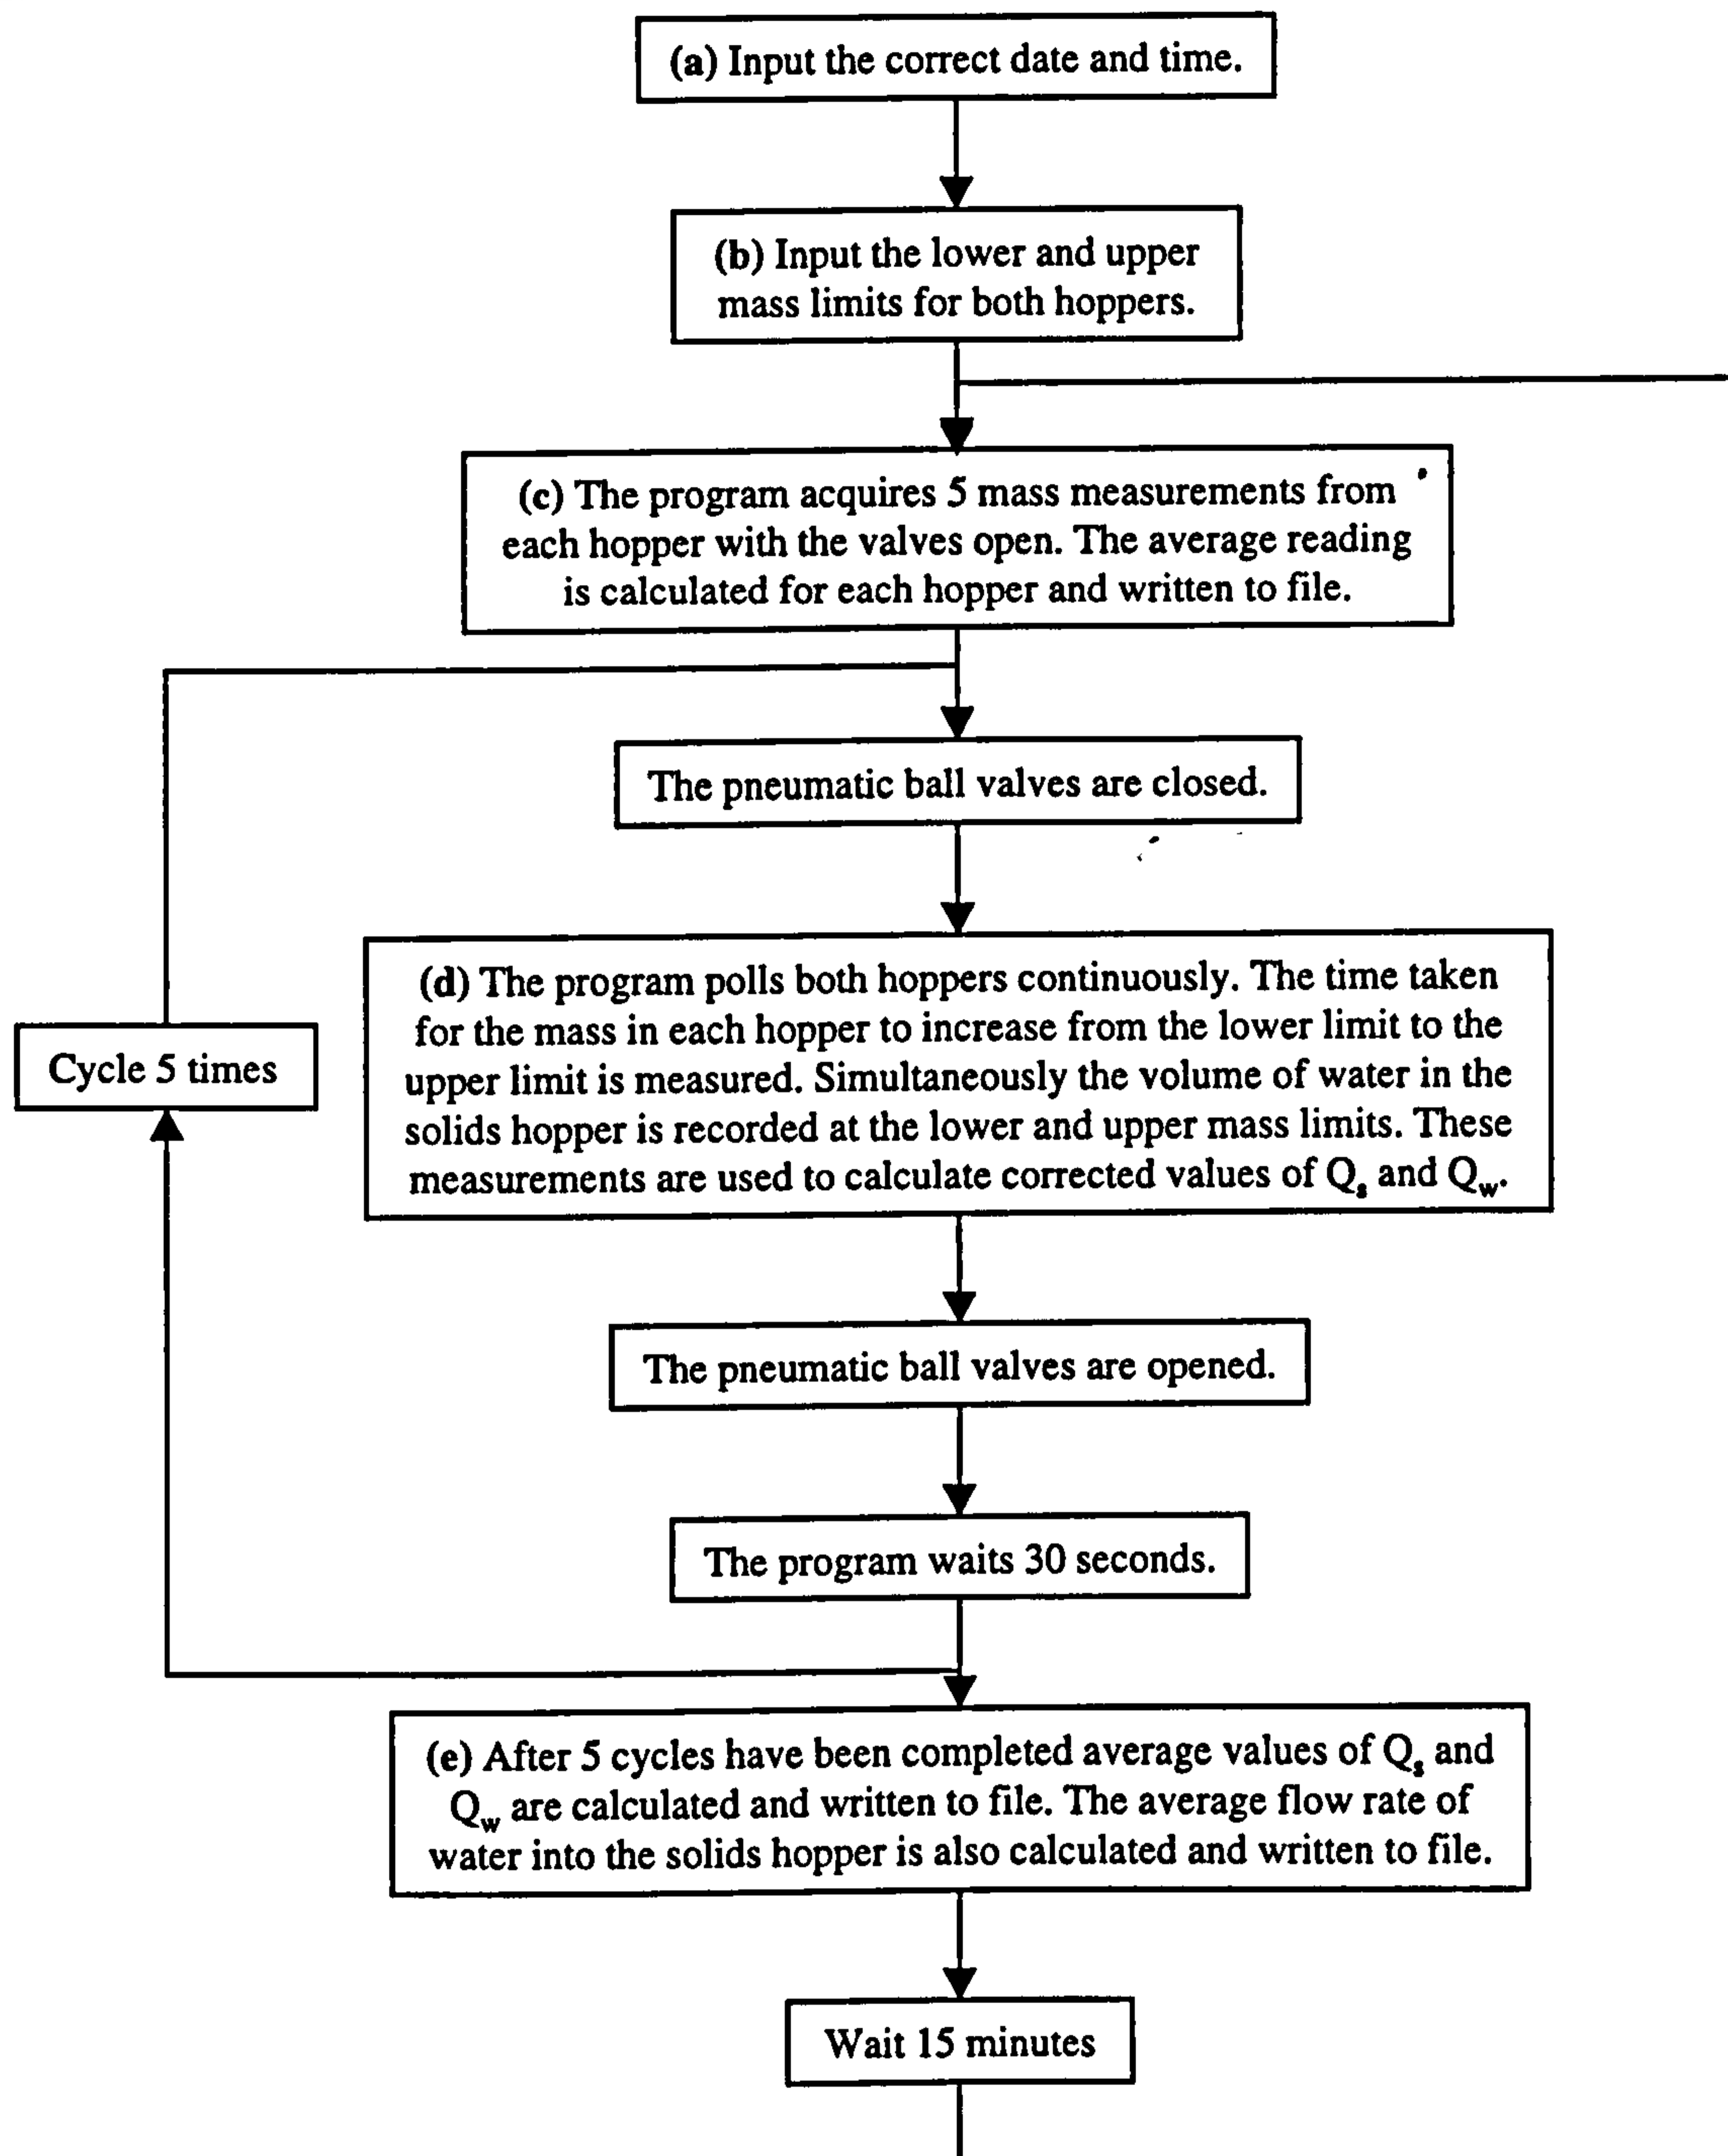 (a) Input the correct date and time.
(b) Input the lower and upper
mass limits for both hoppers.
(c) The program acquires 5 mass measurements from
each hopper with the valves open. The average reading
is calculated for each hopper and written to file.
The pneumatic ball valves are closed.
(d) The program polls both hoppers continuously. The time taken
for the mass in each hopper to increase from the lower limit to the
upper limit is measured. Simultaneously the volume of water in the
solids hopper is recorded at the lower and upper mass limits. These
measurements are used to calculate corrected values of Qs and Qw.
Cycle 5 times
The pneumatic ball valves are opened.
The program waits 30 seconds.
(e) After 5 cycles have been completed average values of Qs and
Qw are calculated and written to file. The average flow rate of
water into the solids hopper is also calculated and written to file.
Wait 15 minutes